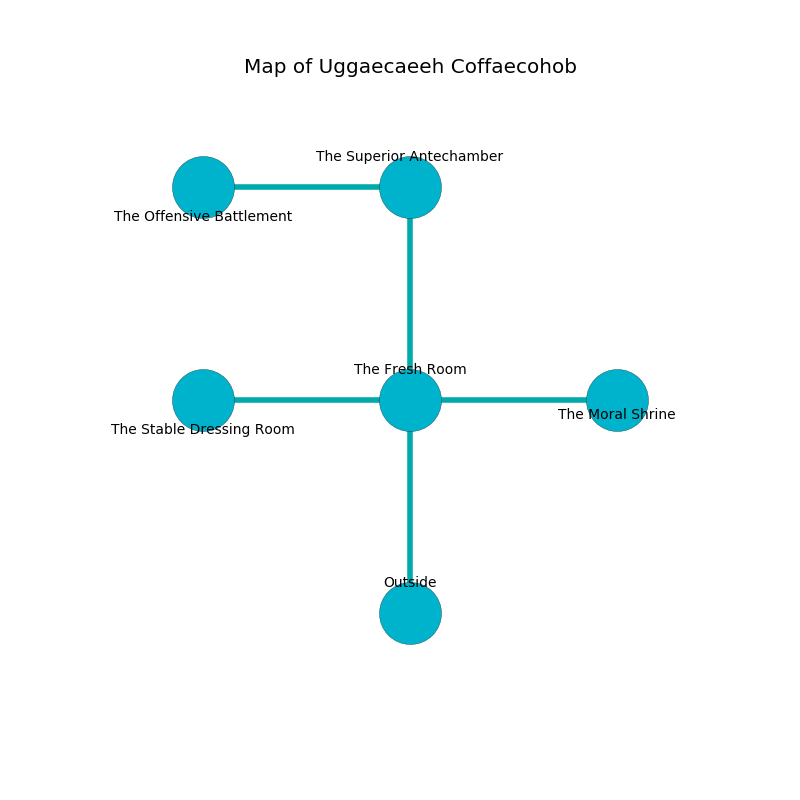 Map of Uggaecaeeh Coffaecohob
The Superior Antechamber
The Offensive Battlement
The Fresh Room
The Moral Shrine
The Stable Dressing Room
Outside